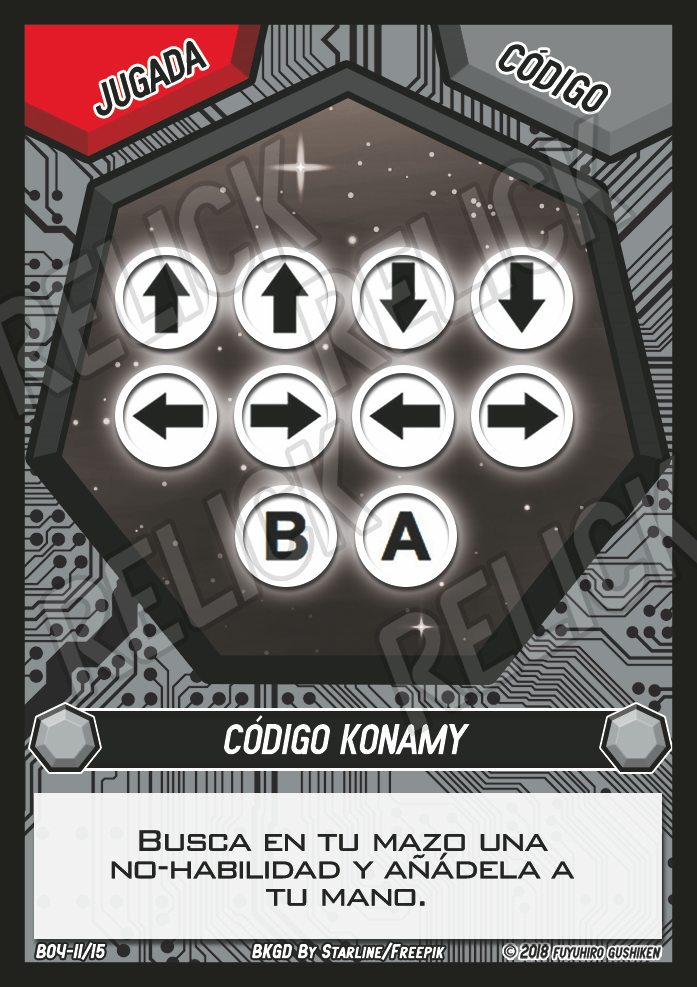 JUGADA
CÓDIGO
RELICK
RELICK
RELICK
RELICK
B A
CÓDIGO KONAMY
BUSCA EN TU MAZO UNA
NO-HABILIDAD Y AÑÁDELA A
TU MANO.
B04-11/15
BKGD BY STARLINE/FREEPIK
© 2018 FUYUHIRO GUSHIKEN